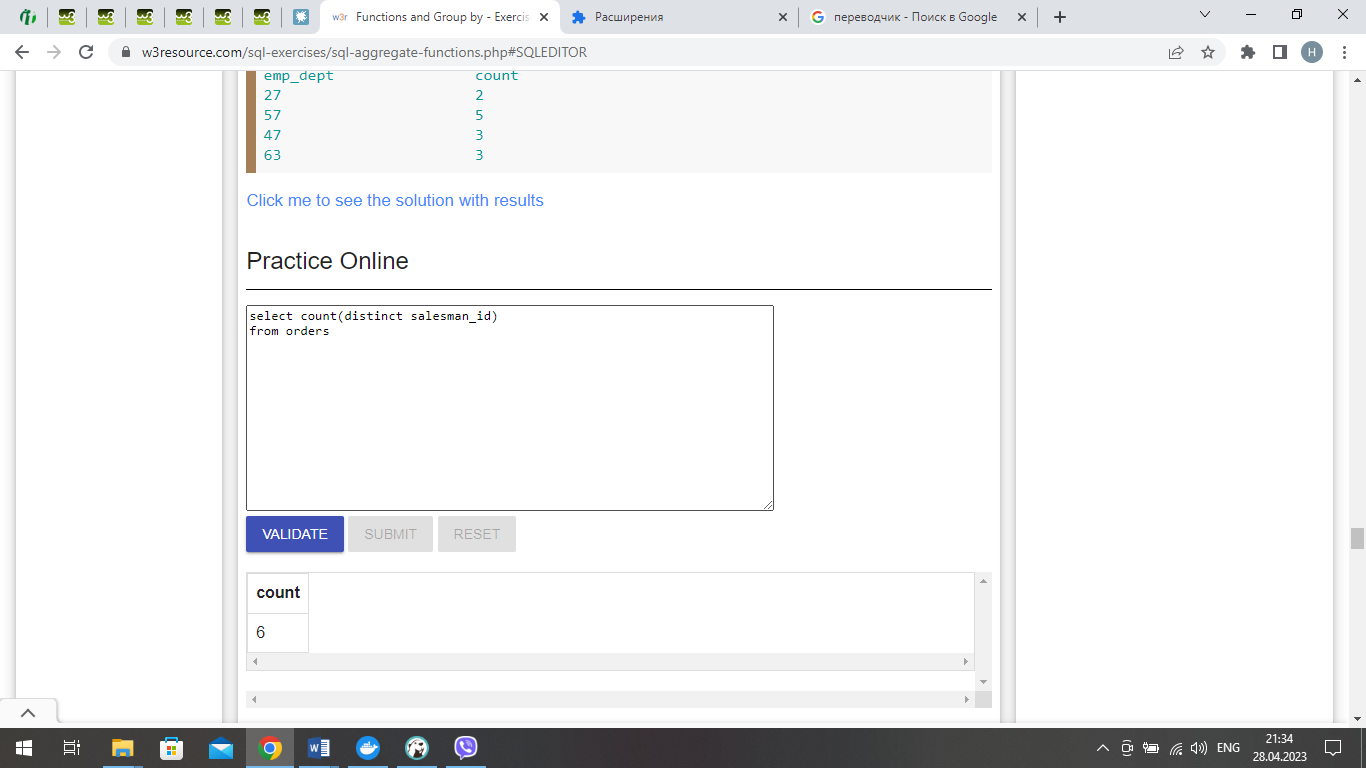 w3r Functions and Group by - Exercis
Расширения
переводчик - Поиск в Google
w3resource.com/sql-exercises/sql-aggregate-functions.php#SQLEDITOR
H
emp_dept count
27 2
57 5
47 3
63 3
Click me to see the solution with results
Practice Online
select count(distinct salesman_id)
from orders
VALIDATE SUBMIT RESET
count
6
ENG
21:34
28.04.2023